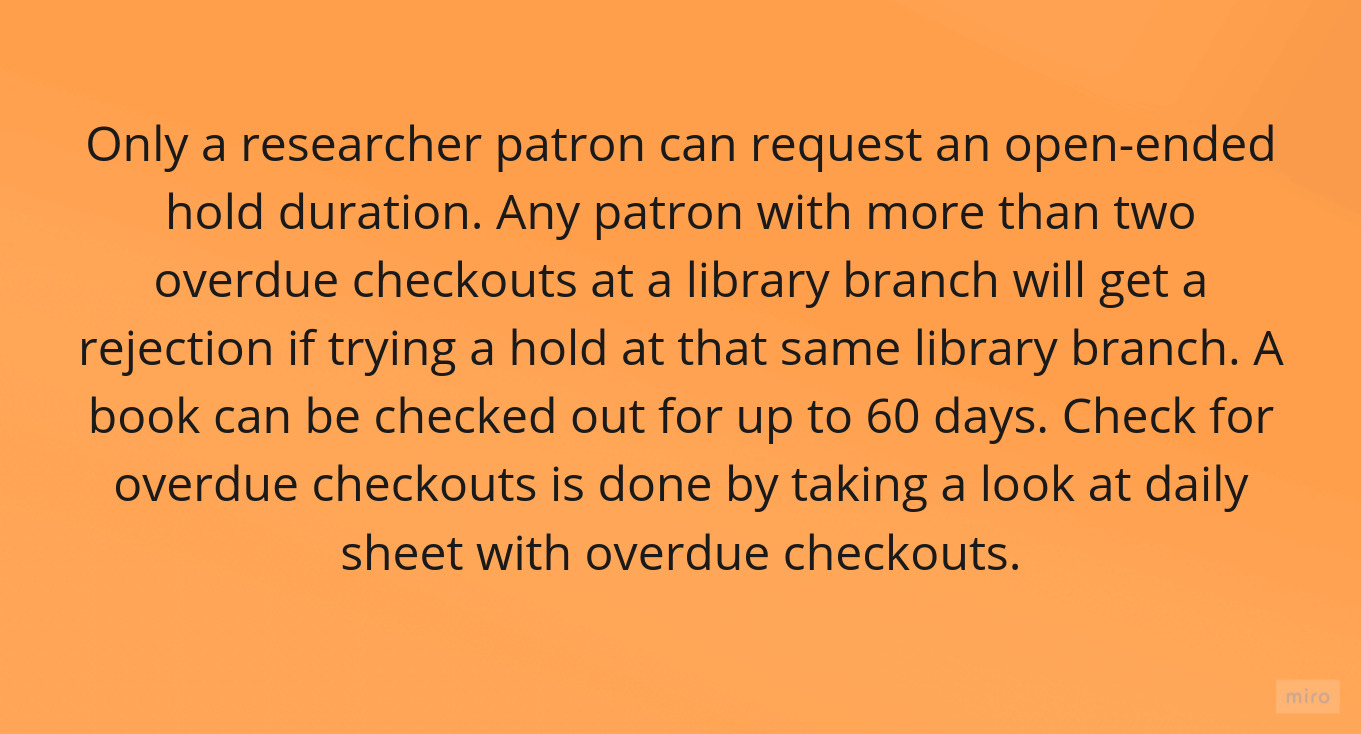 Only a researcher patron can request an open-ended
hold duration. Any patron with more than two
overdue checkouts at a library branch will get a
rejection if trying a hold at that same library branch. A
book can be checked out for up to 60 days. Check for
overdue checkouts is done by taking a look at daily
sheet with overdue checkouts.
miro